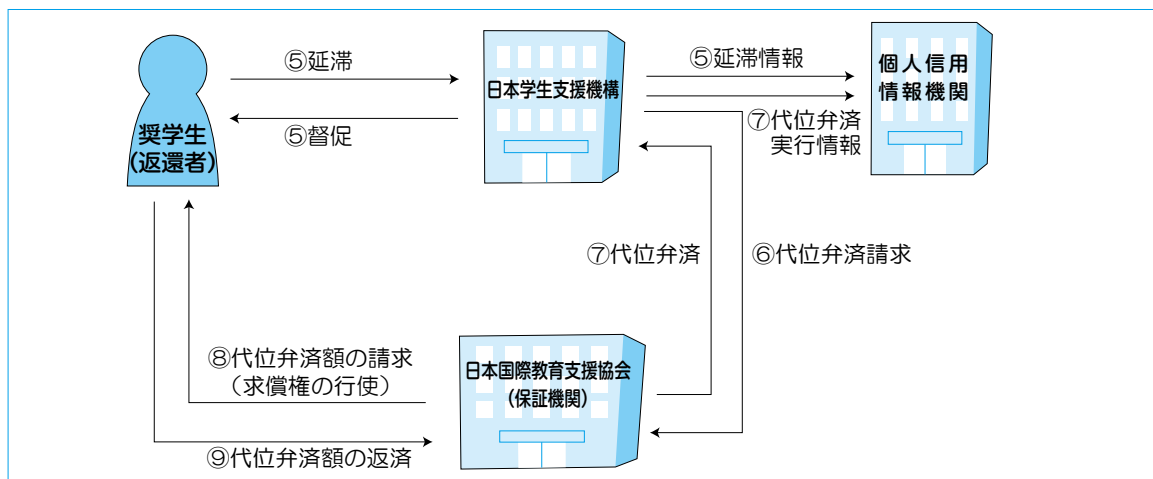 ⑤延滞
⑤督促
奨学生
(返還者)
日本学生支援機構
⑤延滞情報
⑦代位弁済
実行情報
個人信用
情報機関
⑦代位弁済
⑥代位弁済請求
⑧代位弁済額の請求
（求償権の行使）
⑨代位弁済額の返済
日本国際教育支援協会
(保証機関)